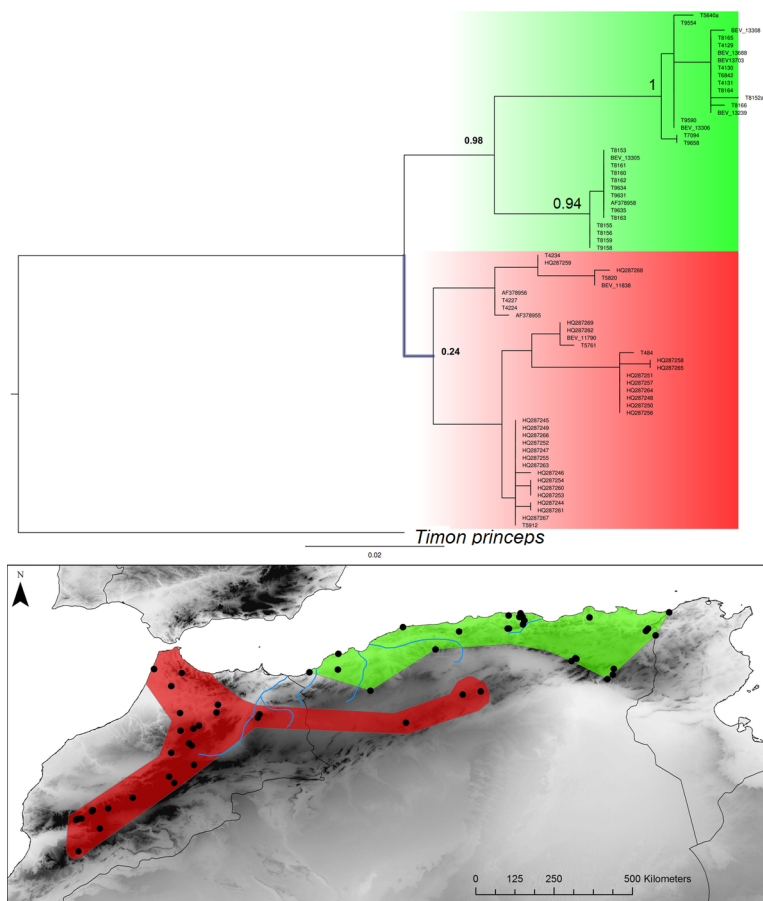 T5640a
T9554
BEV_13308
T8165
T4129
BEV_13688
BEV13703
T4130
T6842
T4131
T8164
1
T8152a
T8166
BEV_13239
T9590
BEV_13306
T7094
T9658
0.98
T8153
BEV_13305
T8161
T8160
T8162
T9634
T9631
AF378958
T9635
T8163
0.94
T8155
T8156
T8159
T9158
T4234
HQ287259
HQ287268
T5820
BEV_11838
AF378956
T4227
T4224
AF378955
HQ287269
HQ287262
BEV_11790
T5761
0.24
T484
HQ287258
HQ287265
HQ287251
HQ287257
HQ287264
HQ287248
HQ287250
HQ287256
HQ287245
HQ287249
HQ287266
HQ287252
HQ287247
HQ287255
HQ287263
HQ287246
HQ287254
HQ287260
HQ287253
HQ287244
HQ287261
HQ287267
T5912
Timon princeps
0.02
N
0 125 250 500 Kilometers